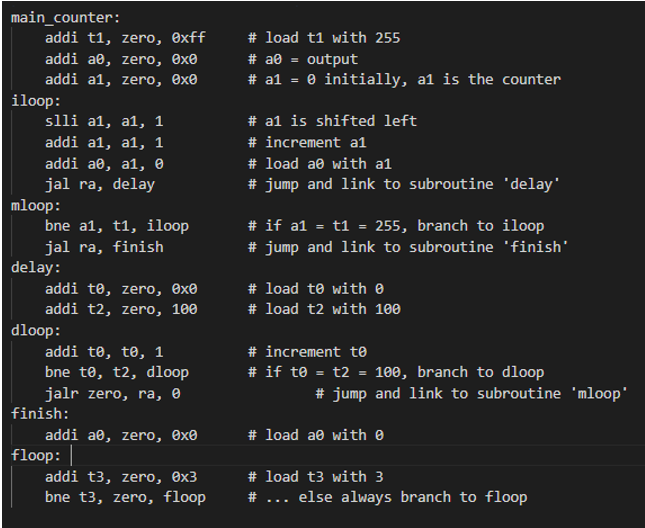 main_counter:
    addi t1, zero, 0xff     # load t1 with 255
    addi a0, zero, 0x0      # a0 = output
    addi a1, zero, 0x0      # a1 = 0 initially, a1 is the counter
iloop:
    slli a1, a1, 1          # a1 is shifted left
    addi a1, a1, 1          # increment a1
    addi a0, a1, 0          # load a0 with a1
    jal ra, delay           # jump and link to subroutine 'delay'
mloop:
    bne a1, t1, iloop       # if a1 = t1 = 255, branch to iloop
    jal ra, finish          # jump and link to subroutine 'finish'
delay:
    addi t0, zero, 0x0      # load t0 with 0
    addi t2, zero, 100      # load t2 with 100
dloop:
    addi t0, t0, 1          # increment t0
    bne t0, t2, dloop       # if t0 = t2 = 100, branch to dloop
    jalr zero, ra, 0                # jump and link to subroutine 'mloop'
finish:
    addi a0, zero, 0x0      # load a0 with 0
floop:
    addi t3, zero, 0x3      # load t3 with 3
    bne t3, zero, floop     # ... else always branch to floop